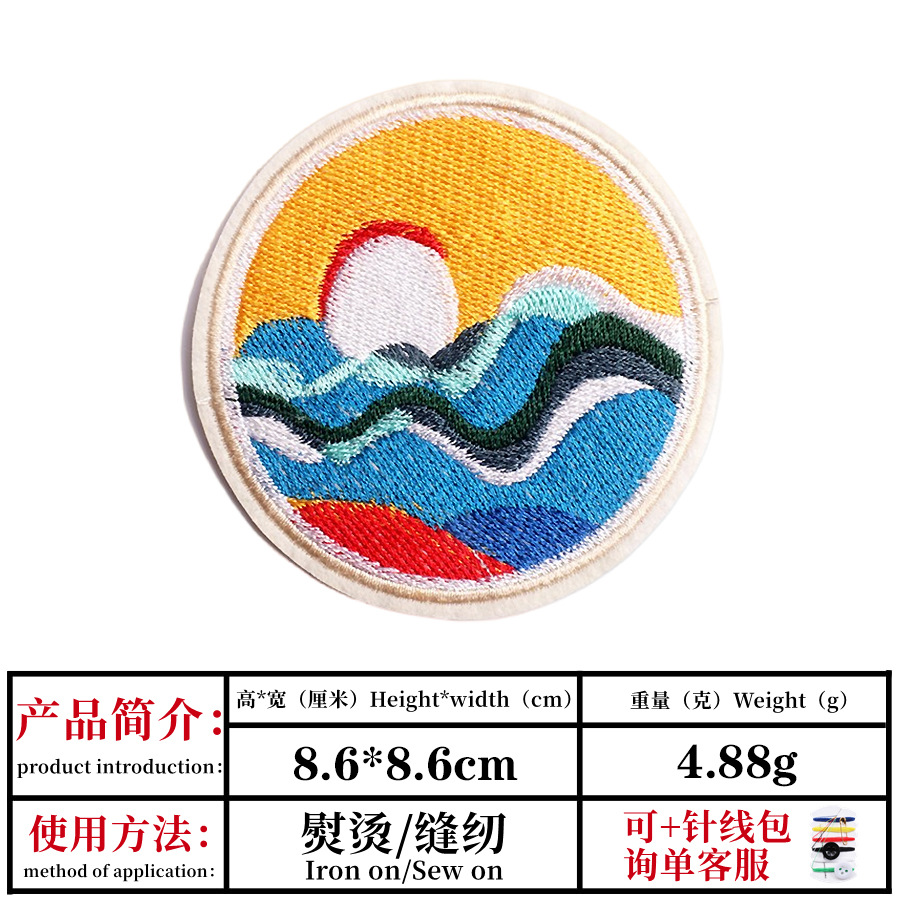 产品简介：
product introduction：
高*宽（厘米）Height*width（cm）
重量（克）Weight（g）
8.6*8.6cm
4.88g
使用方法：
method of application：
熨烫/缝纫
Iron on/Sew on
可+针线包
询单客服